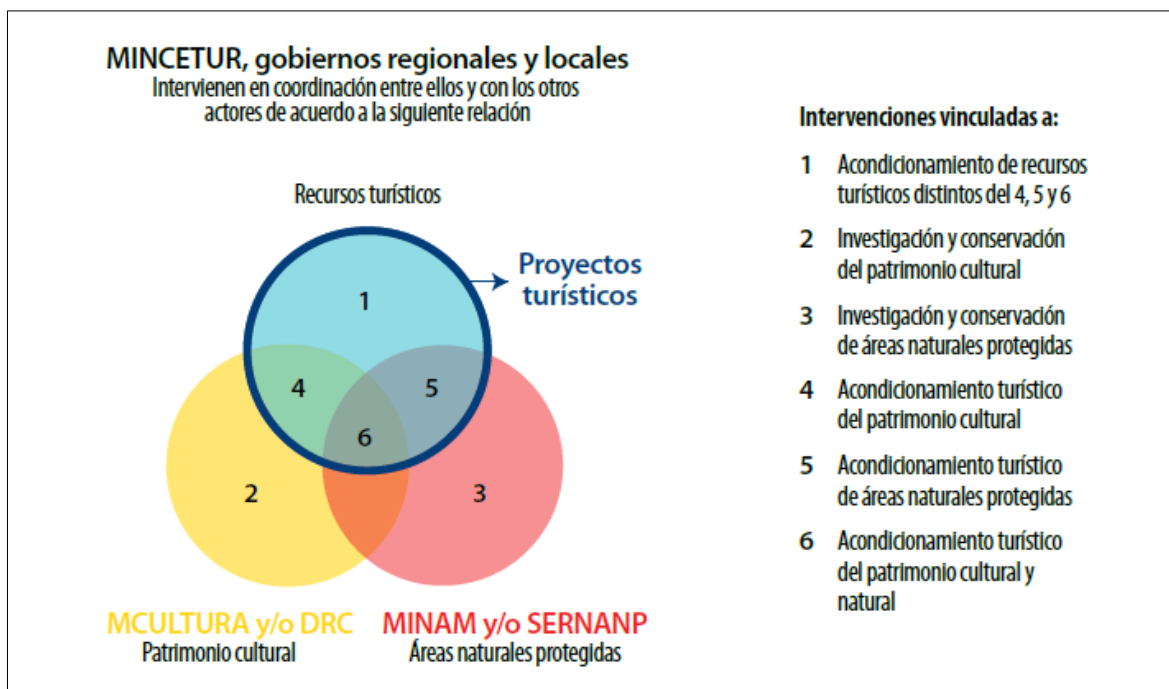 MINCETUR, gobiernos regionales y locales
Intervienen en coordinación entre ellos y con los otros
actores de acuerdo a la siguiente relación
Recursos turísticos
Proyectos
turísticos
1
4
5
6
2
3
MCULTURA y/o DRC
Patrimonio cultural
MINAM y/o SERNANP
Áreas naturales protegidas
Intervenciones vinculadas a:
1 Acondicionamiento de recursos
turísticos distintos del 4, 5 y 6
2 Investigación y conservación
del patrimonio cultural
3 Investigación y conservación
de áreas naturales protegidas
4 Acondicionamiento turístico
del patrimonio cultural
5 Acondicionamiento turístico
de áreas naturales protegidas
6 Acondicionamiento turístico
del patrimonio cultural y
natural